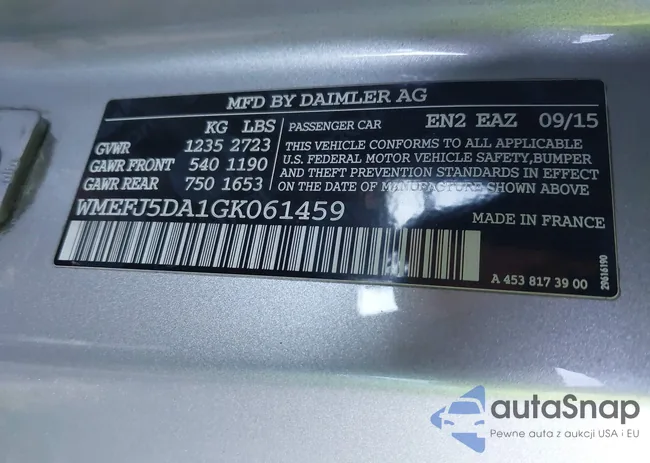 MFD BY DAIMLER AG
KG LBS
GVWR 1235 2723
GAWR FRONT 540 1190
GAWR REAR 750 1653
PASSENGER CAR EN2 EAZ 09/15
THIS VEHICLE CONFORMS TO ALL APPLICABLE
U.S. FEDERAL MOTOR VEHICLE SAFETY, BUMPER
AND THEFT PREVENTION STANDARDS IN EFFECT
ON THE DATE OF MANUFACTURE SHOWN ABOVE.
WMEFJ5DA1GK061459
MADE IN FRANCE
A 453 817 39 00
29616190
autaSnap
Pewne auta z aukcji USA i EU